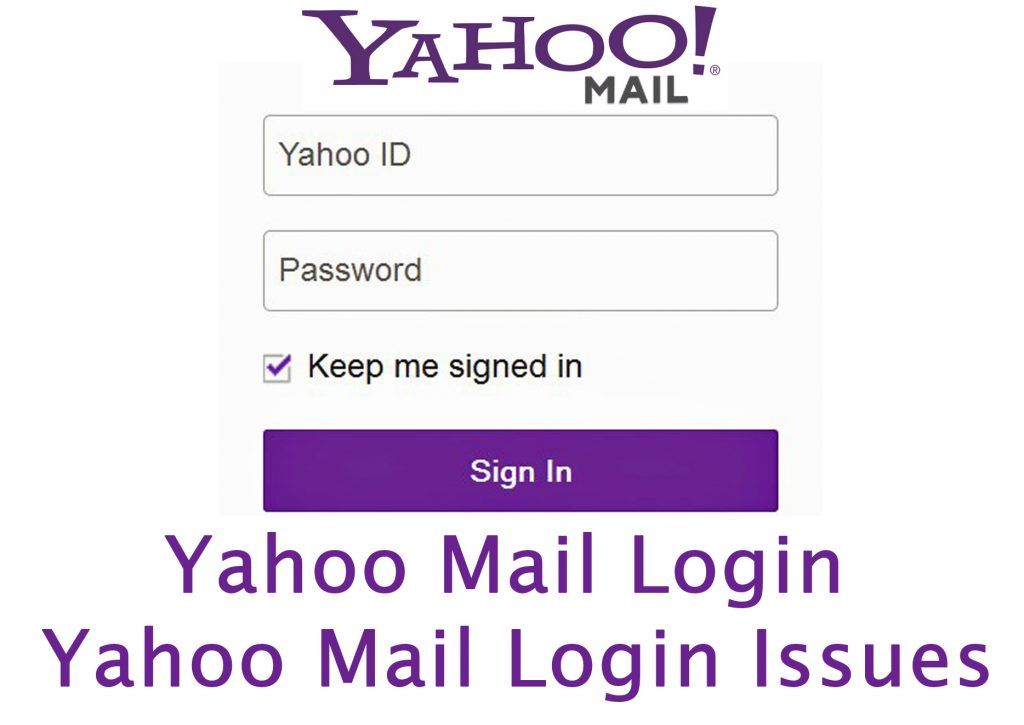 YAHOO!®
MAIL
Yahoo ID
Password
Keep me signed in
Sign In
Yahoo Mail Login
Yahoo Mail Login Issues